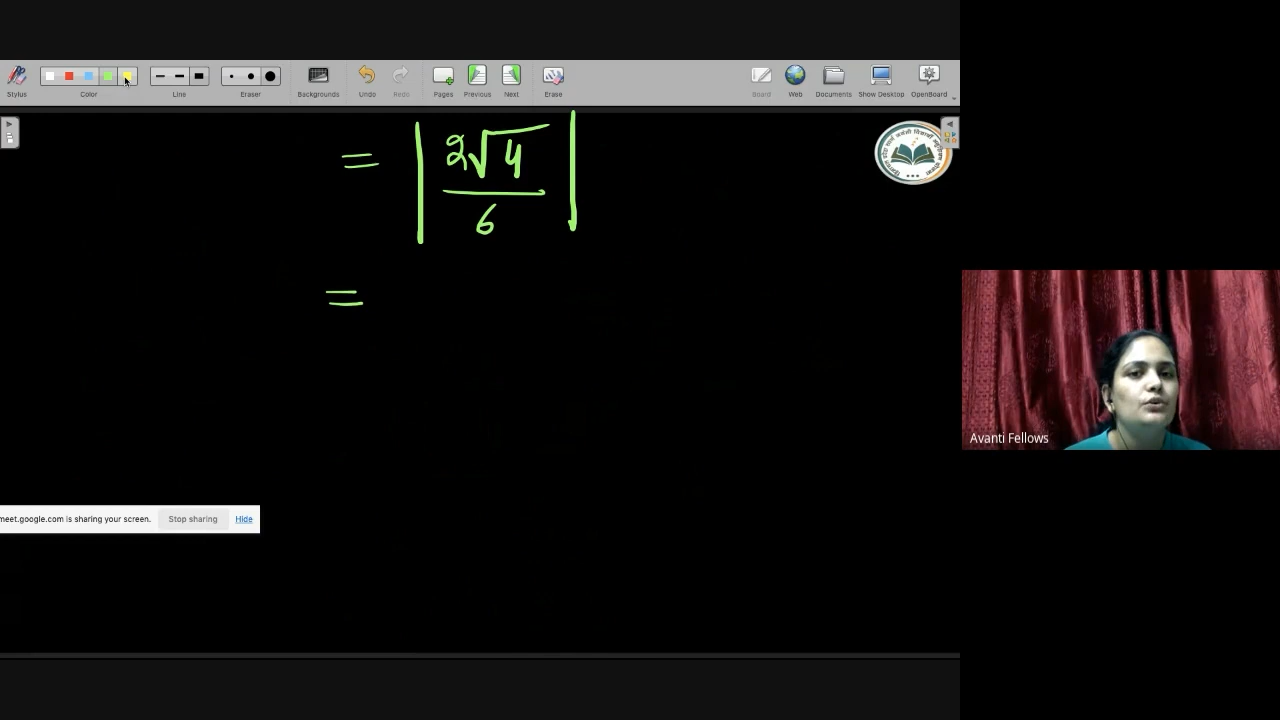 Stylus Color Line Eraser Backgrounds Undo Redo Pages Previous Next Erase Board Web Documents Show Desktop OpenBoard
= | 2√4 / 6 |
=
Avanti Fellows
meet.google.com is sharing your screen. Stop sharing Hide